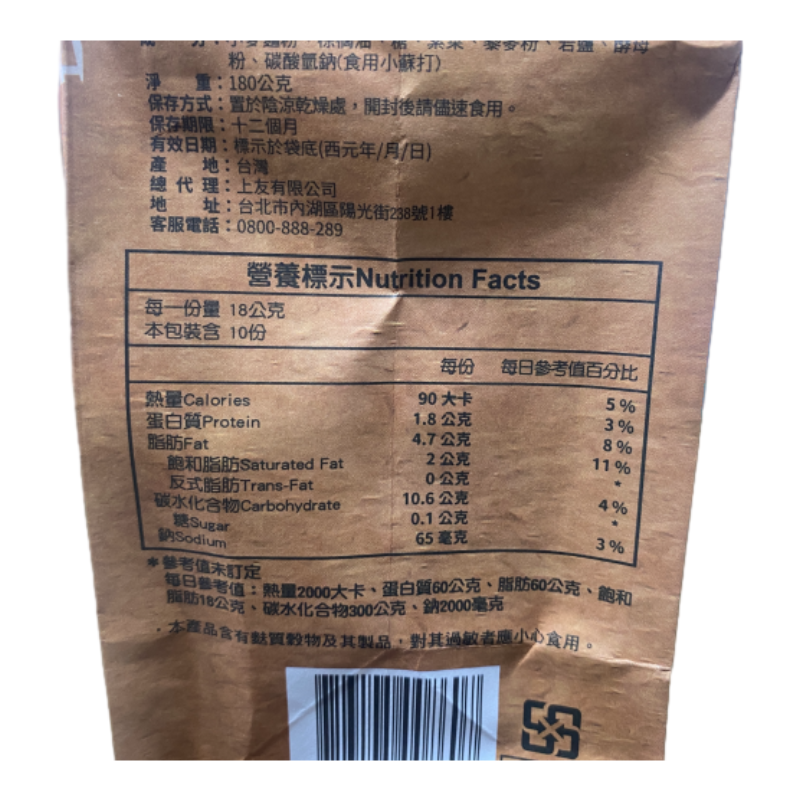 成 分：小麥麵粉、棕櫚油、糖、藜麥粉、岩鹽、酵母
粉、碳酸氫鈉(食用小蘇打)
淨 重：180公克
保存方式：置於陰涼乾燥處，開封後請儘速食用。
保存期限：十二個月
有效日期：標示於袋底(西元年/月/日)
產 地：台灣
總 代 理：上友有限公司
地 址：台北市內湖區陽光街238號1樓
客服電話：0800-888-289
營養標示Nutrition Facts
每一份量 18公克
本包裝含 10份
每份 每日參考值百分比
熱量Calories 90 大卡 5 %
蛋白質Protein 1.8 公克 3 %
脂肪Fat 4.7 公克 8 %
飽和脂肪Saturated Fat 2 公克 11 %
反式脂肪Trans-Fat 0 公克 *
碳水化合物Carbohydrate 10.6 公克 4 %
糖Sugar 0.1 公克 *
鈉Sodium 65 毫克 3 %
*參考值未訂定
每日參考值：熱量2000大卡、蛋白質60公克、脂肪60公克、飽和
脂肪18公克、碳水化合物300公克、鈉2000毫克
．本產品含有麩質穀物及其製品，對其過敏者應小心食用。